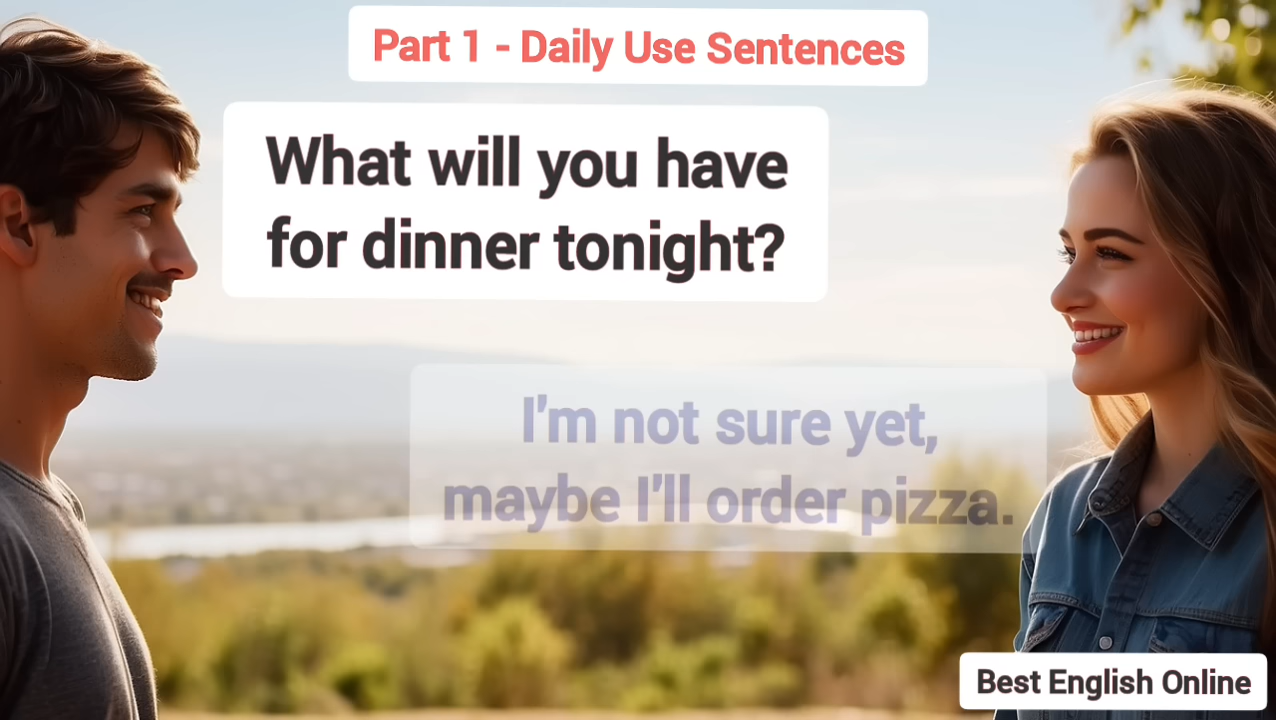 Part 1 - Daily Use Sentences
What will you have
for dinner tonight?
I'm not sure yet,
maybe I'll order pizza.
Best English Online